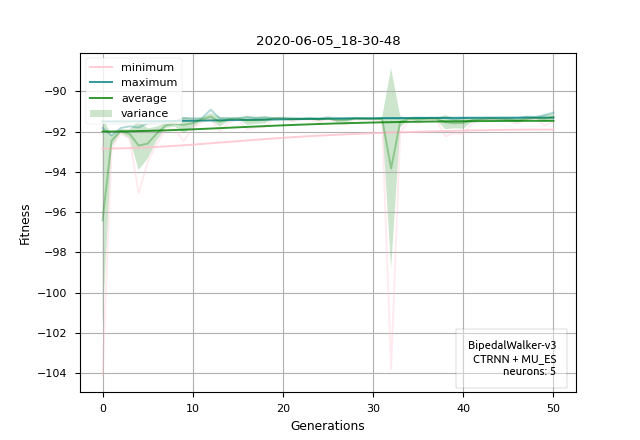 2020-06-05_18-30-48
minimum
maximum
average
variance
Fitness
−90
−92
−94
−96
−98
−100
−102
−104
BipedalWalker-v3
CTRNN + MU_ES
neurons: 5
0 10 20 30 40 50
Generations